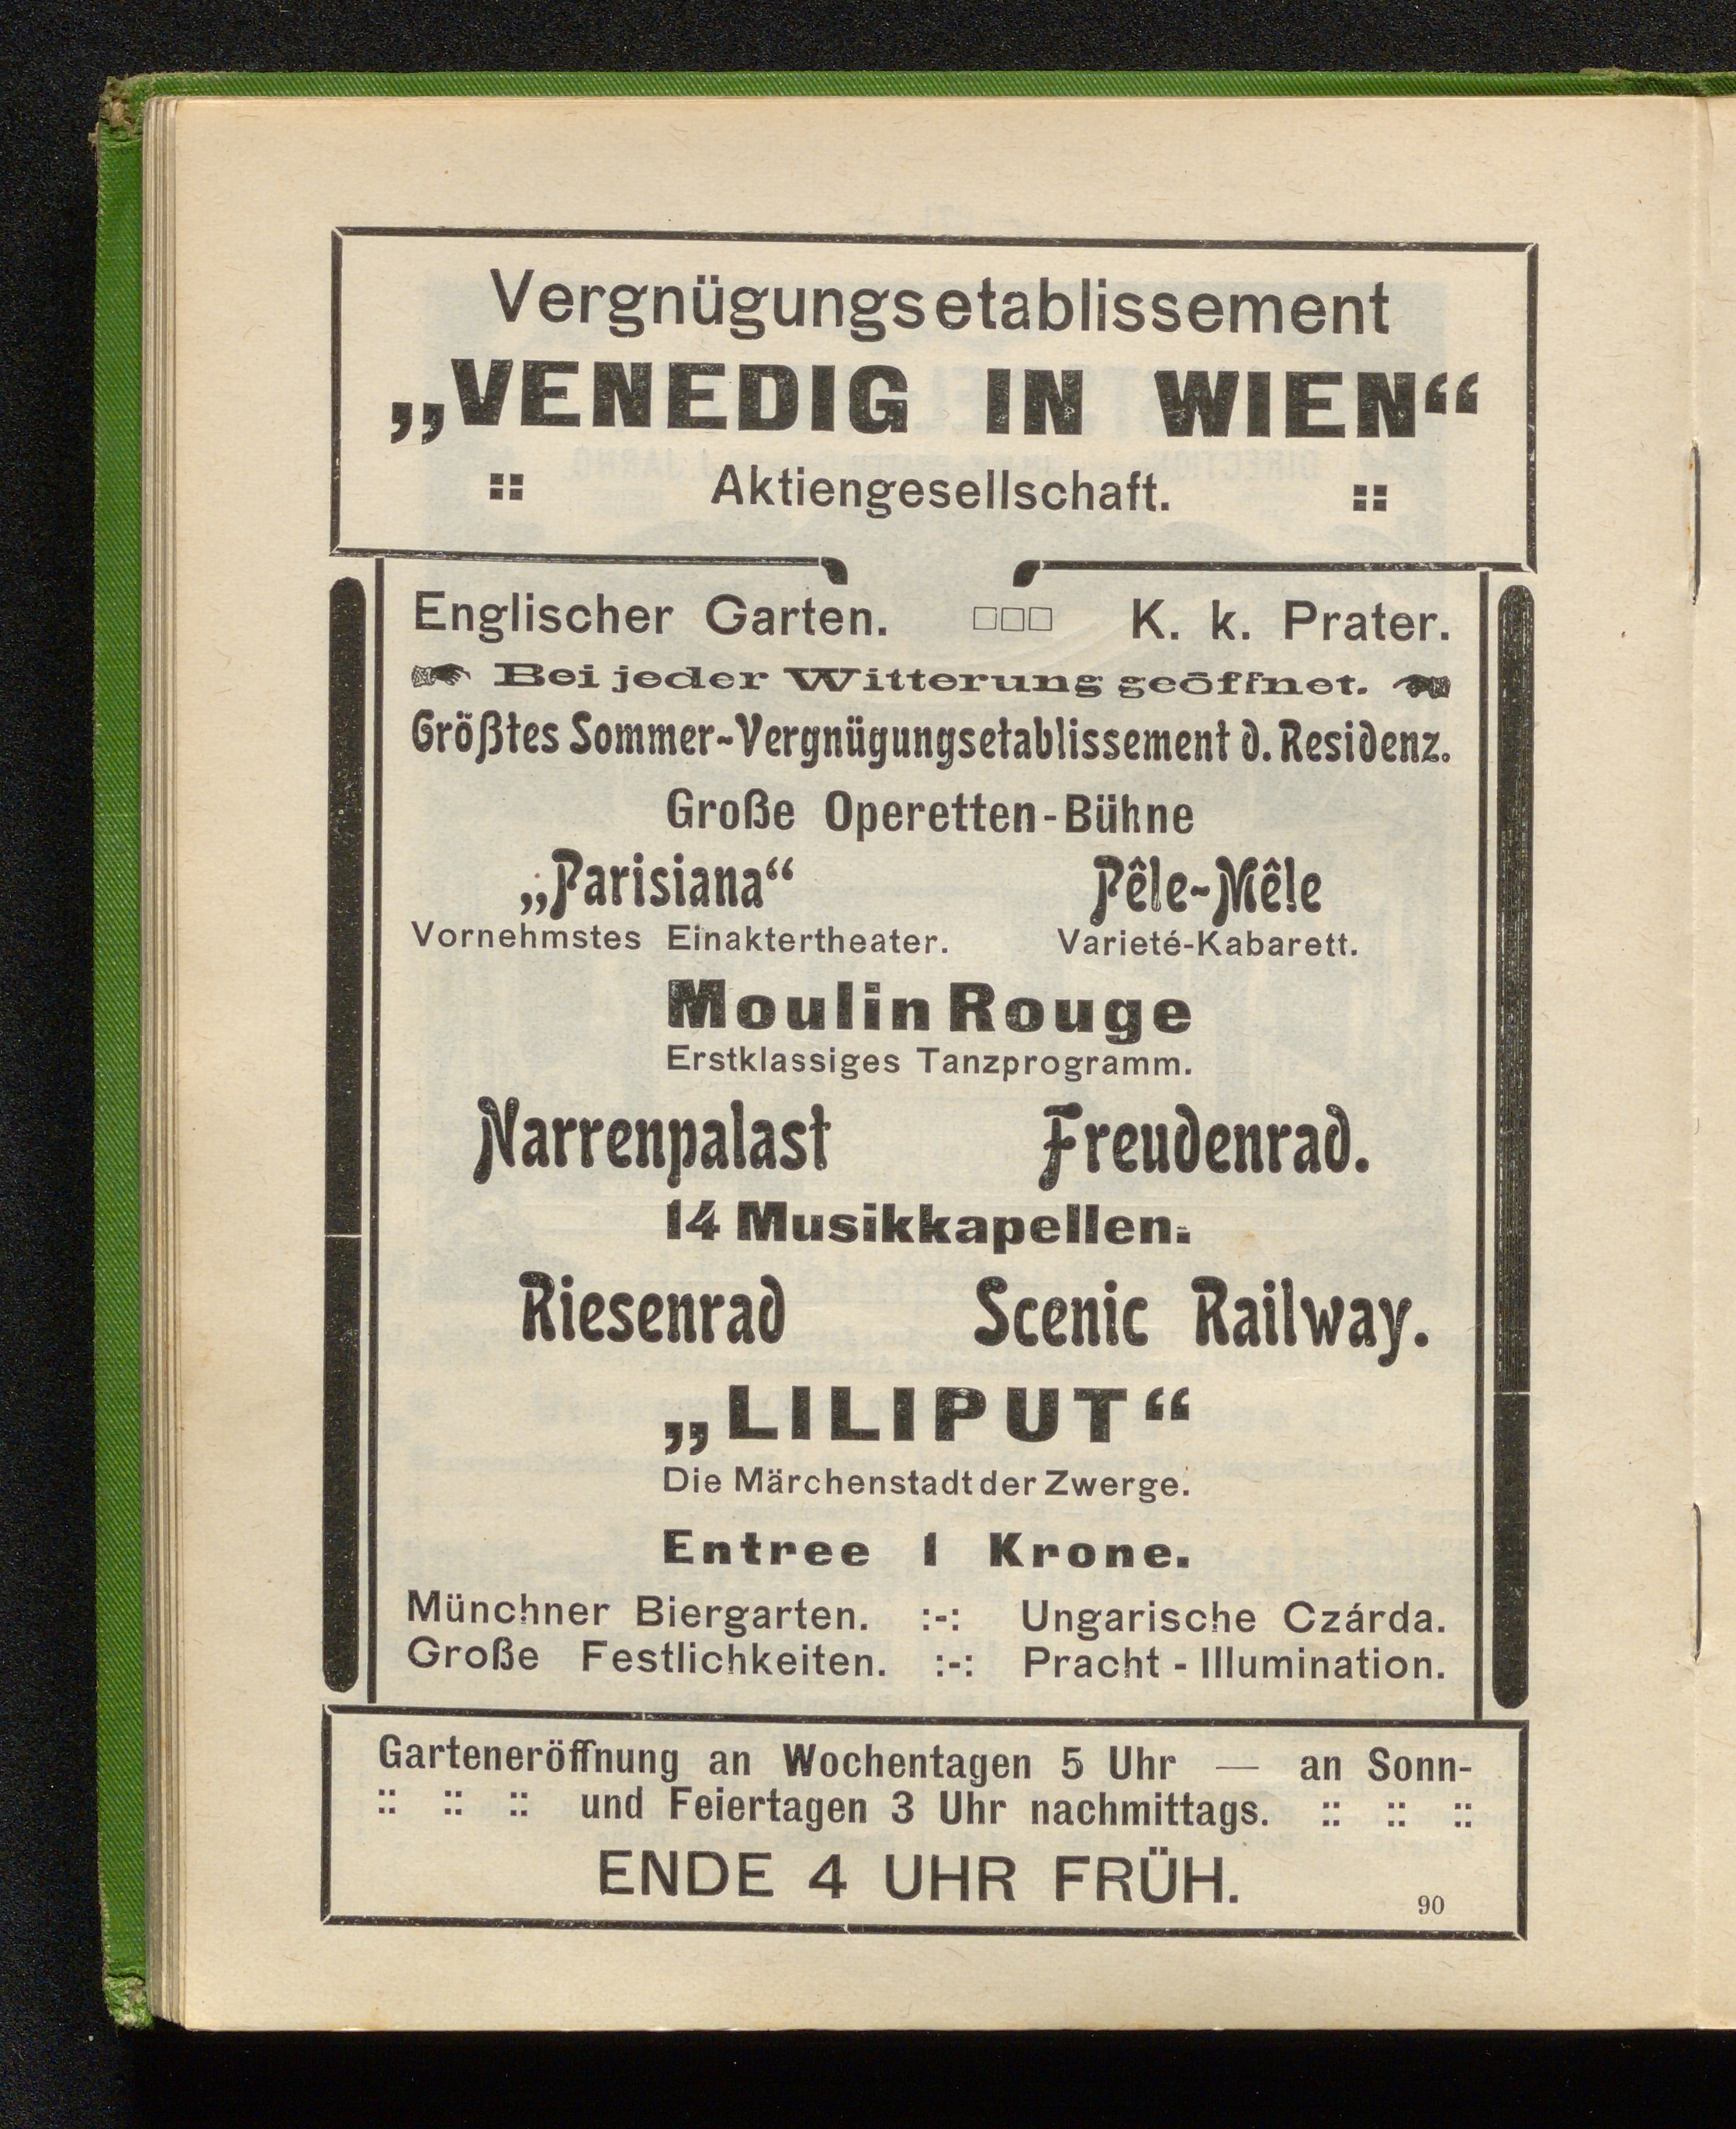 Vergnügungsetablissement
„VENEDIG IN WIEN“
:: Aktiengesellschaft. ::
Englischer Garten. □□□ K. k. Prater.
☛ Bei jeder Witterung geöffnet. ☚
Größtes Sommer-Vergnügungsetablissement d. Residenz.
Große Operetten-Bühne
„Parisiana“ Pêle-Mêle
Vornehmstes Einaktertheater. Varieté-Kabarett.
Moulin Rouge
Erstklassiges Tanzprogramm.
Narrenpalast Freudenrad.
14 Musikkapellen.
Riesenrad Scenic Railway.
„LILIPUT“
Die Märchenstadt der Zwerge.
Entree 1 Krone.
Münchner Biergarten. :-: Ungarische Czárda.
Große Festlichkeiten. :-: Pracht-Illumination.
Garteneröffnung an Wochentagen 5 Uhr — an Sonn-
:: :: :: und Feiertagen 3 Uhr nachmittags. :: :: ::
ENDE 4 UHR FRÜH.
90